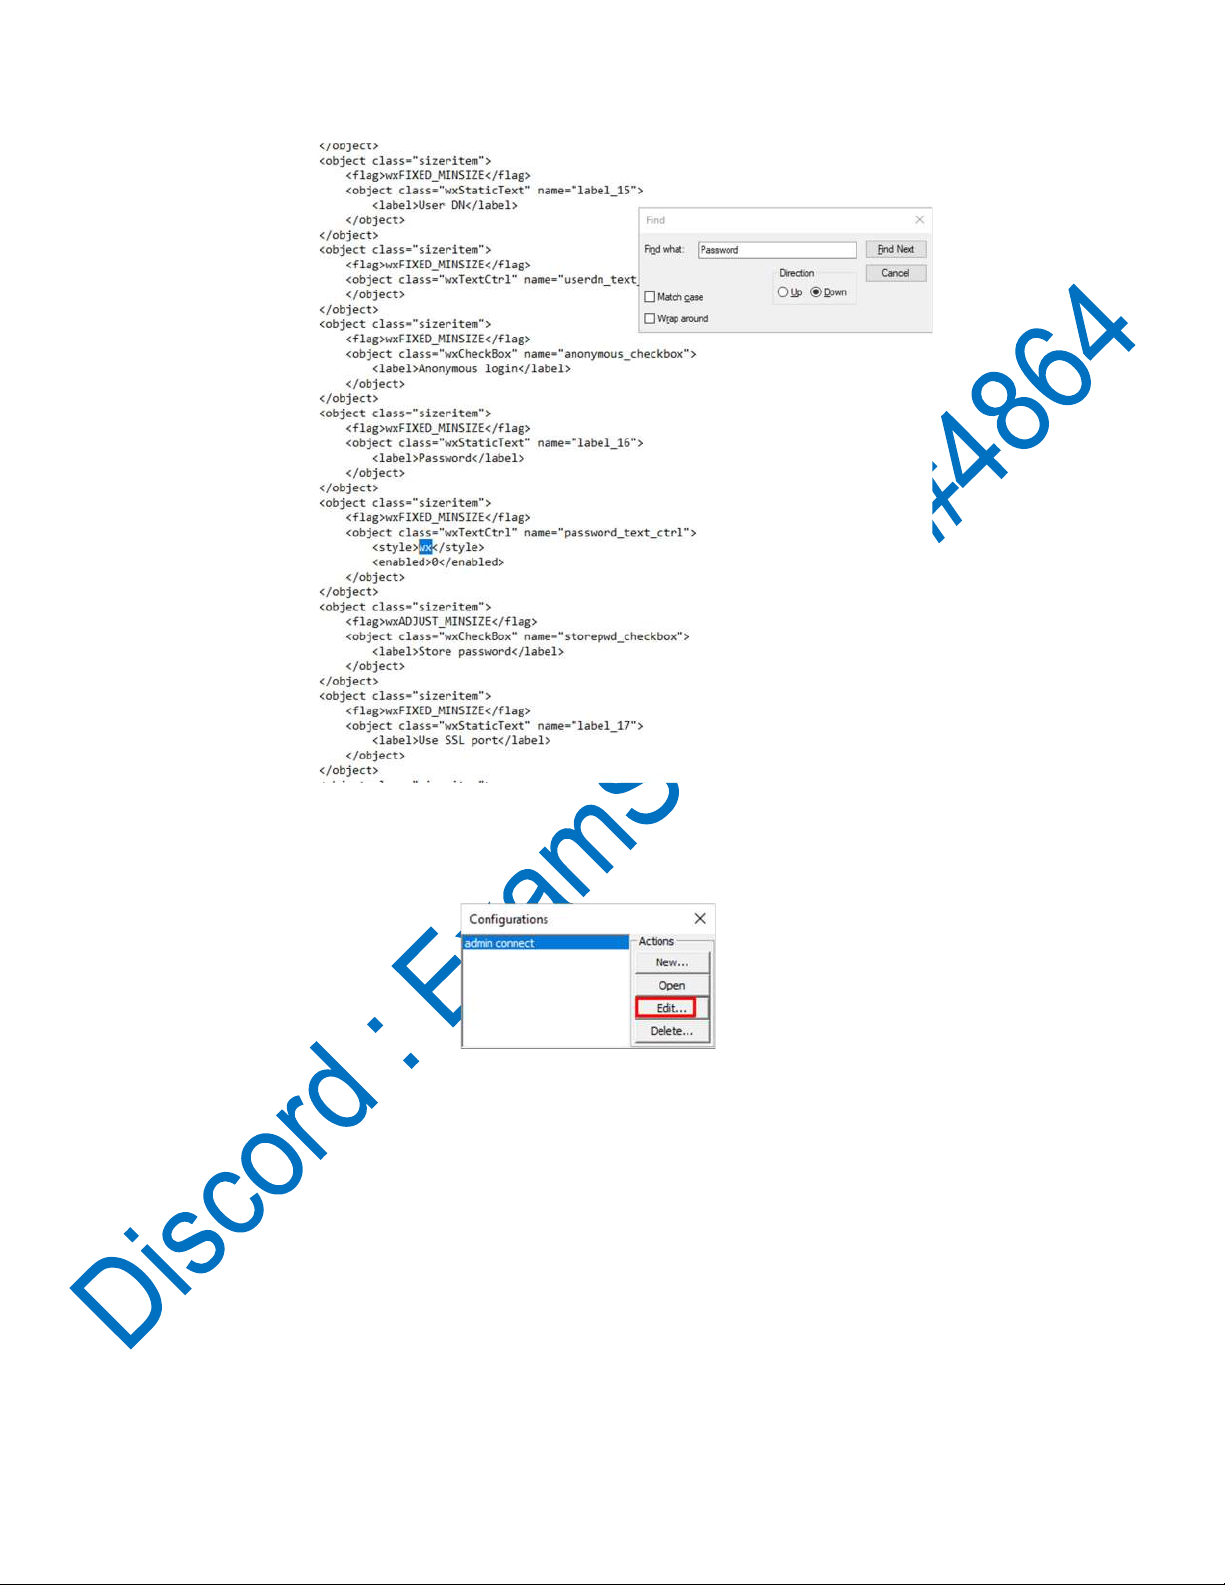 </object>
<object class="sizeritem">
<flag>wxFIXED_MINSIZE</flag>
<object class="wxStaticText" name="label_15">
<label>User DN</label>
</object>
</object>
<object class="sizeritem">
<flag>wxFIXED_MINSIZE</flag>
<object class="wxTextCtrl" name="userdn_text_
</object>
</object>
<object class="sizeritem">
<flag>wxFIXED_MINSIZE</flag>
<object class="wxCheckBox" name="anonymous_checkbox">
<label>Anonymous login</label>
</object>
</object>
<object class="sizeritem">
<flag>wxFIXED_MINSIZE</flag>
<object class="wxStaticText" name="label_16">
<label>Password</label>
</object>
</object>
<object class="sizeritem">
<flag>wxFIXED_MINSIZE</flag>
<object class="wxTextCtrl" name="password_text_ctrl">
<style>wx</style>
<enabled>0</enabled>
</object>
</object>
<object class="sizeritem">
<flag>wxADJUST_MINSIZE</flag>
<object class="wxCheckBox" name="storepwd_checkbox">
<label>Store password</label>
</object>
</object>
<object class="sizeritem">
<flag>wxFIXED_MINSIZE</flag>
<object class="wxStaticText" name="label_17">
<label>Use SSL port</label>
</object>
</object>
Find
Find what: Password Find Next
Direction Cancel
Up Down
Match case
Wrap around
Configurations
admin connect
Actions
New...
Open
Edit...
Delete...
Discord : ExamS
#4864